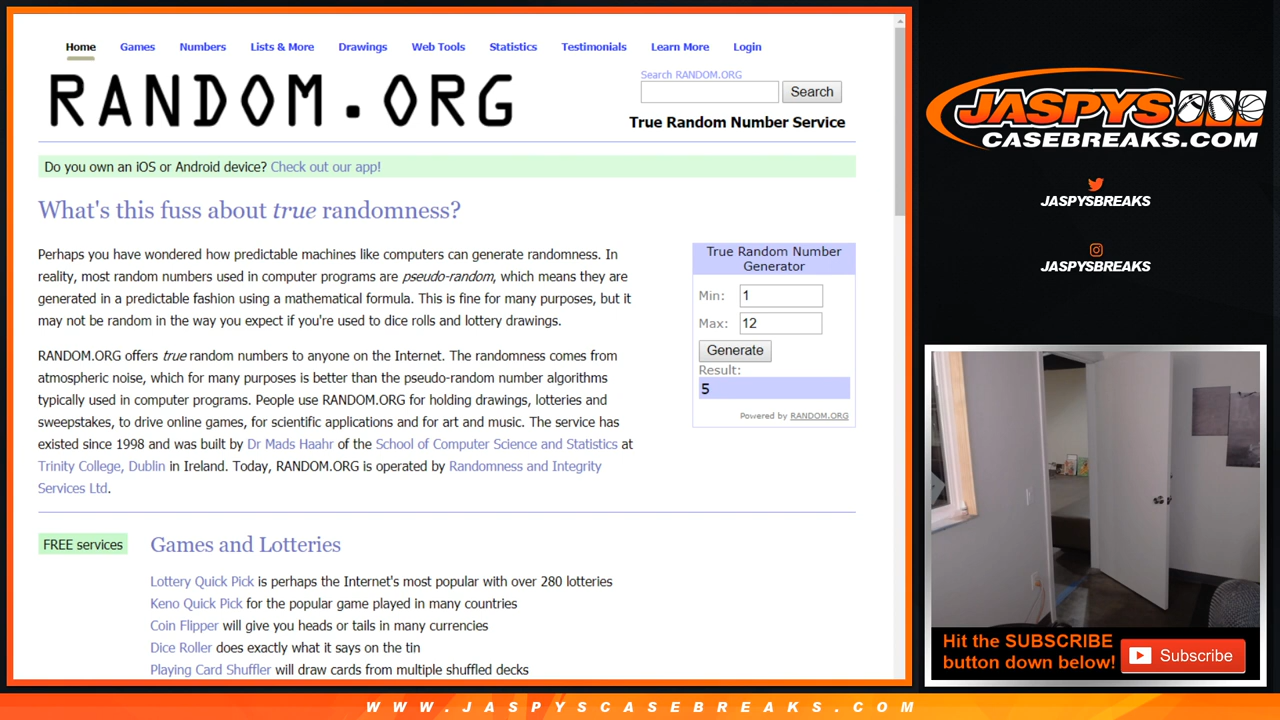 Home Games Numbers Lists & More Drawings Web Tools Statistics Testimonials Learn More Login
RANDOM.ORG
Search RANDOM.ORG
Search
True Random Number Service
Do you own an iOS or Android device? Check out our app!
What's this fuss about true randomness?
Perhaps you have wondered how predictable machines like computers can generate randomness. In
reality, most random numbers used in computer programs are pseudo-random, which means they are
generated in a predictable fashion using a mathematical formula. This is fine for many purposes, but it
may not be random in the way you expect if you're used to dice rolls and lottery drawings.
RANDOM.ORG offers true random numbers to anyone on the Internet. The randomness comes from
atmospheric noise, which for many purposes is better than the pseudo-random number algorithms
typically used in computer programs. People use RANDOM.ORG for holding drawings, lotteries and
sweepstakes, to drive online games, for scientific applications and for art and music. The service has
existed since 1998 and was built by Dr Mads Haahr of the School of Computer Science and Statistics at
Trinity College, Dublin in Ireland. Today, RANDOM.ORG is operated by Randomness and Integrity
Services Ltd.
True Random Number
Generator
Min: 1
Max: 12
Generate
Result:
5
Powered by RANDOM.ORG
FREE services
Games and Lotteries
Lottery Quick Pick is perhaps the Internet's most popular with over 280 lotteries
Keno Quick Pick for the popular game played in many countries
Coin Flipper will give you heads or tails in many currencies
Dice Roller does exactly what it says on the tin
Playing Card Shuffler will draw cards from multiple shuffled decks
JASPYS
CASEBREAKS.COM
JASPYSBREAKS
JASPYSBREAKS
Hit the SUBSCRIBE
button down below!
Subscribe
WWW.JASPYSCASEBREAKS.COM